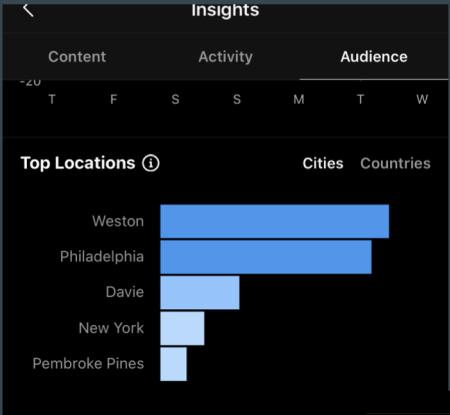 Insights
Content Activity Audience
-20
T F S S M T W
Top Locations Cities Countries
Weston
Philadelphia
Davie
New York
Pembroke Pines